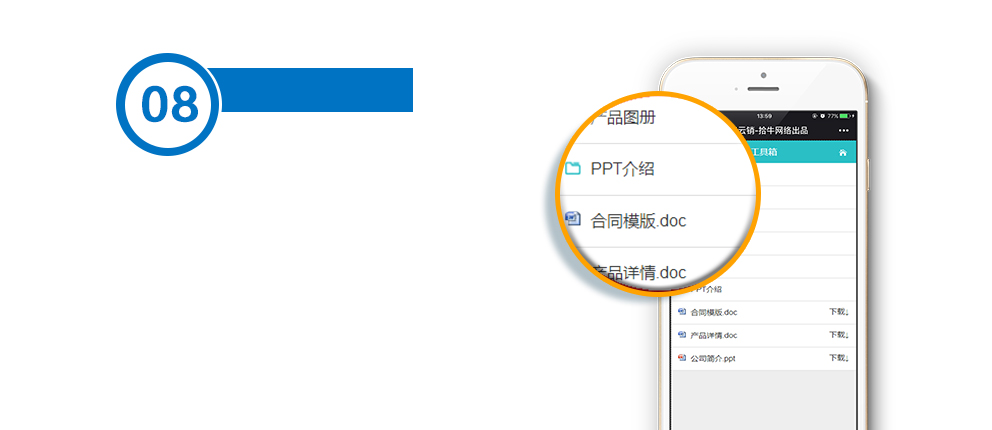 08
产品图册
PPT介绍
合同模版.doc
产品详情.doc
13:59
77%
云销-拾牛网络出品
工具箱
PPT介绍
合同模版.doc 下载↓
产品详情.doc 下载↓
公司简介.ppt 下载↓